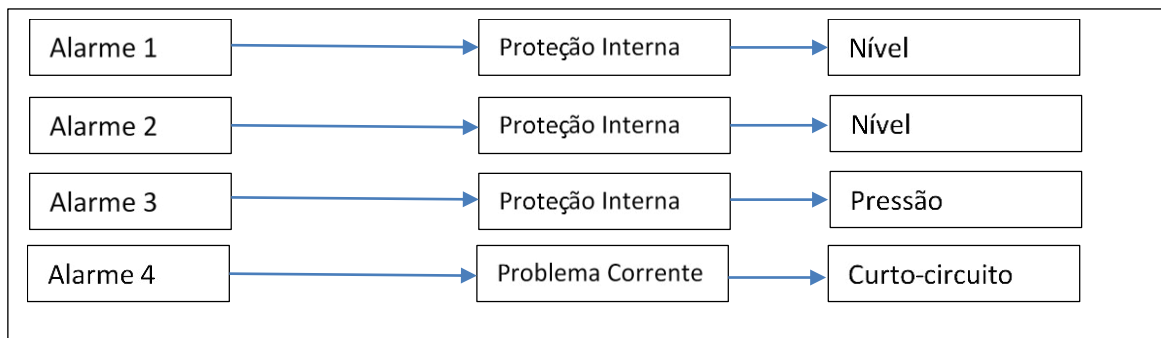 Alarme 1 Proteção Interna Nível
Alarme 2 Proteção Interna Nível
Alarme 3 Proteção Interna Pressão
Alarme 4 Problema Corrente Curto-circuito